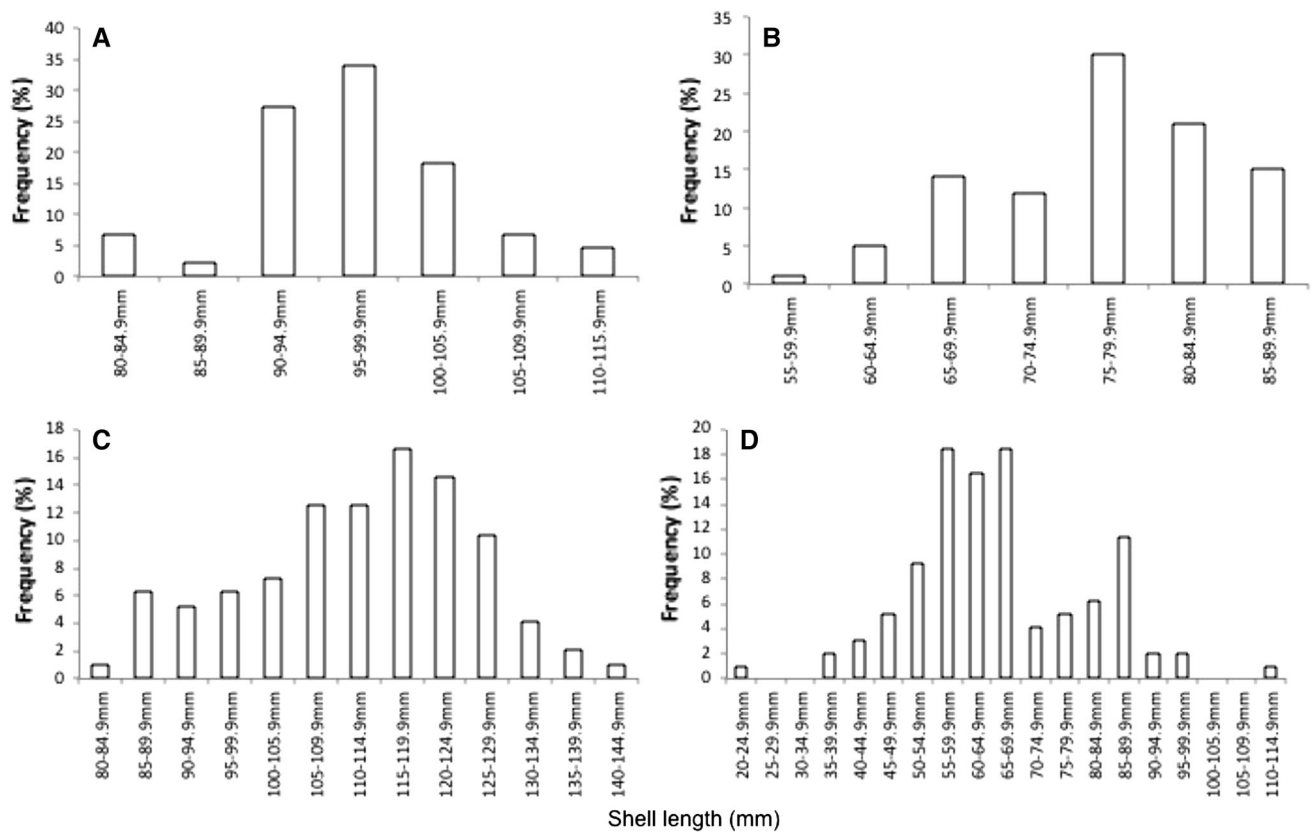 A
Frequency (%)
40
35
30
25
20
15
10
5
0
80-84.9mm
85-89.9mm
90-94.9mm
95-99.9mm
100-105.9mm
105-109.9mm
110-115.9mm
B
Frequency (%)
35
30
25
20
15
10
5
0
55-59.9mm
60-64.9mm
65-69.9mm
70-74.9mm
75-79.9mm
80-84.9mm
85-89.9mm
C
Frequency (%)
18
16
14
12
10
8
6
4
2
0
80-84.9mm
85-89.9mm
90-94.9mm
95-99.9mm
100-105.9mm
105-109.9mm
110-114.9mm
115-119.9mm
120-124.9mm
125-129.9mm
130-134.9mm
135-139.9mm
140-144.9mm
D
Frequency (%)
20
18
16
14
12
10
8
6
4
2
0
20-24.9mm
25-29.9mm
30-34.9mm
35-39.9mm
40-44.9mm
45-49.9mm
50-54.9mm
55-59.9mm
60-64.9mm
65-69.9mm
70-74.9mm
75-79.9mm
80-84.9mm
85-89.9mm
90-94.9mm
95-99.9mm
100-105.9mm
105-109.9mm
110-114.9mm
Shell length (mm)